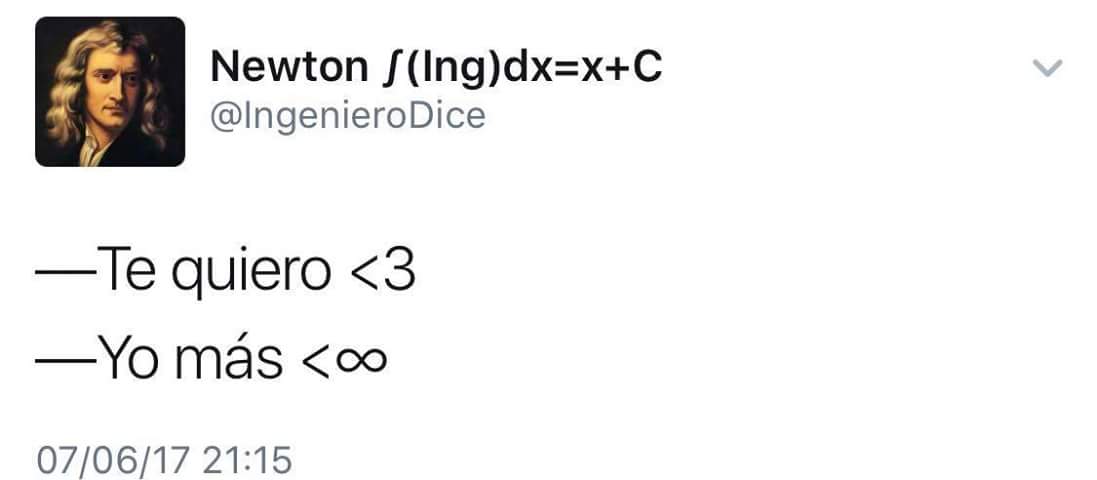 Newton ∫(Ing)dx=x+C
@IngenieroDice
—Te quiero <3
—Yo más <∞
07/06/17 21:15